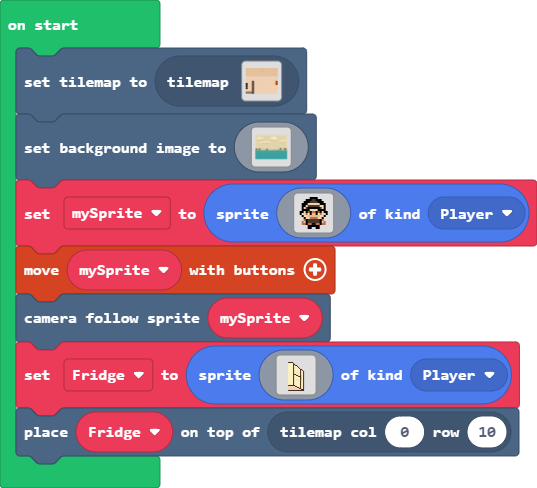 on start
set tilemap to tilemap
set background image to
set mySprite to sprite of kind Player
move mySprite with buttons
camera follow sprite mySprite
set Fridge to sprite of kind Player
place Fridge on top of tilemap col 0 row 10